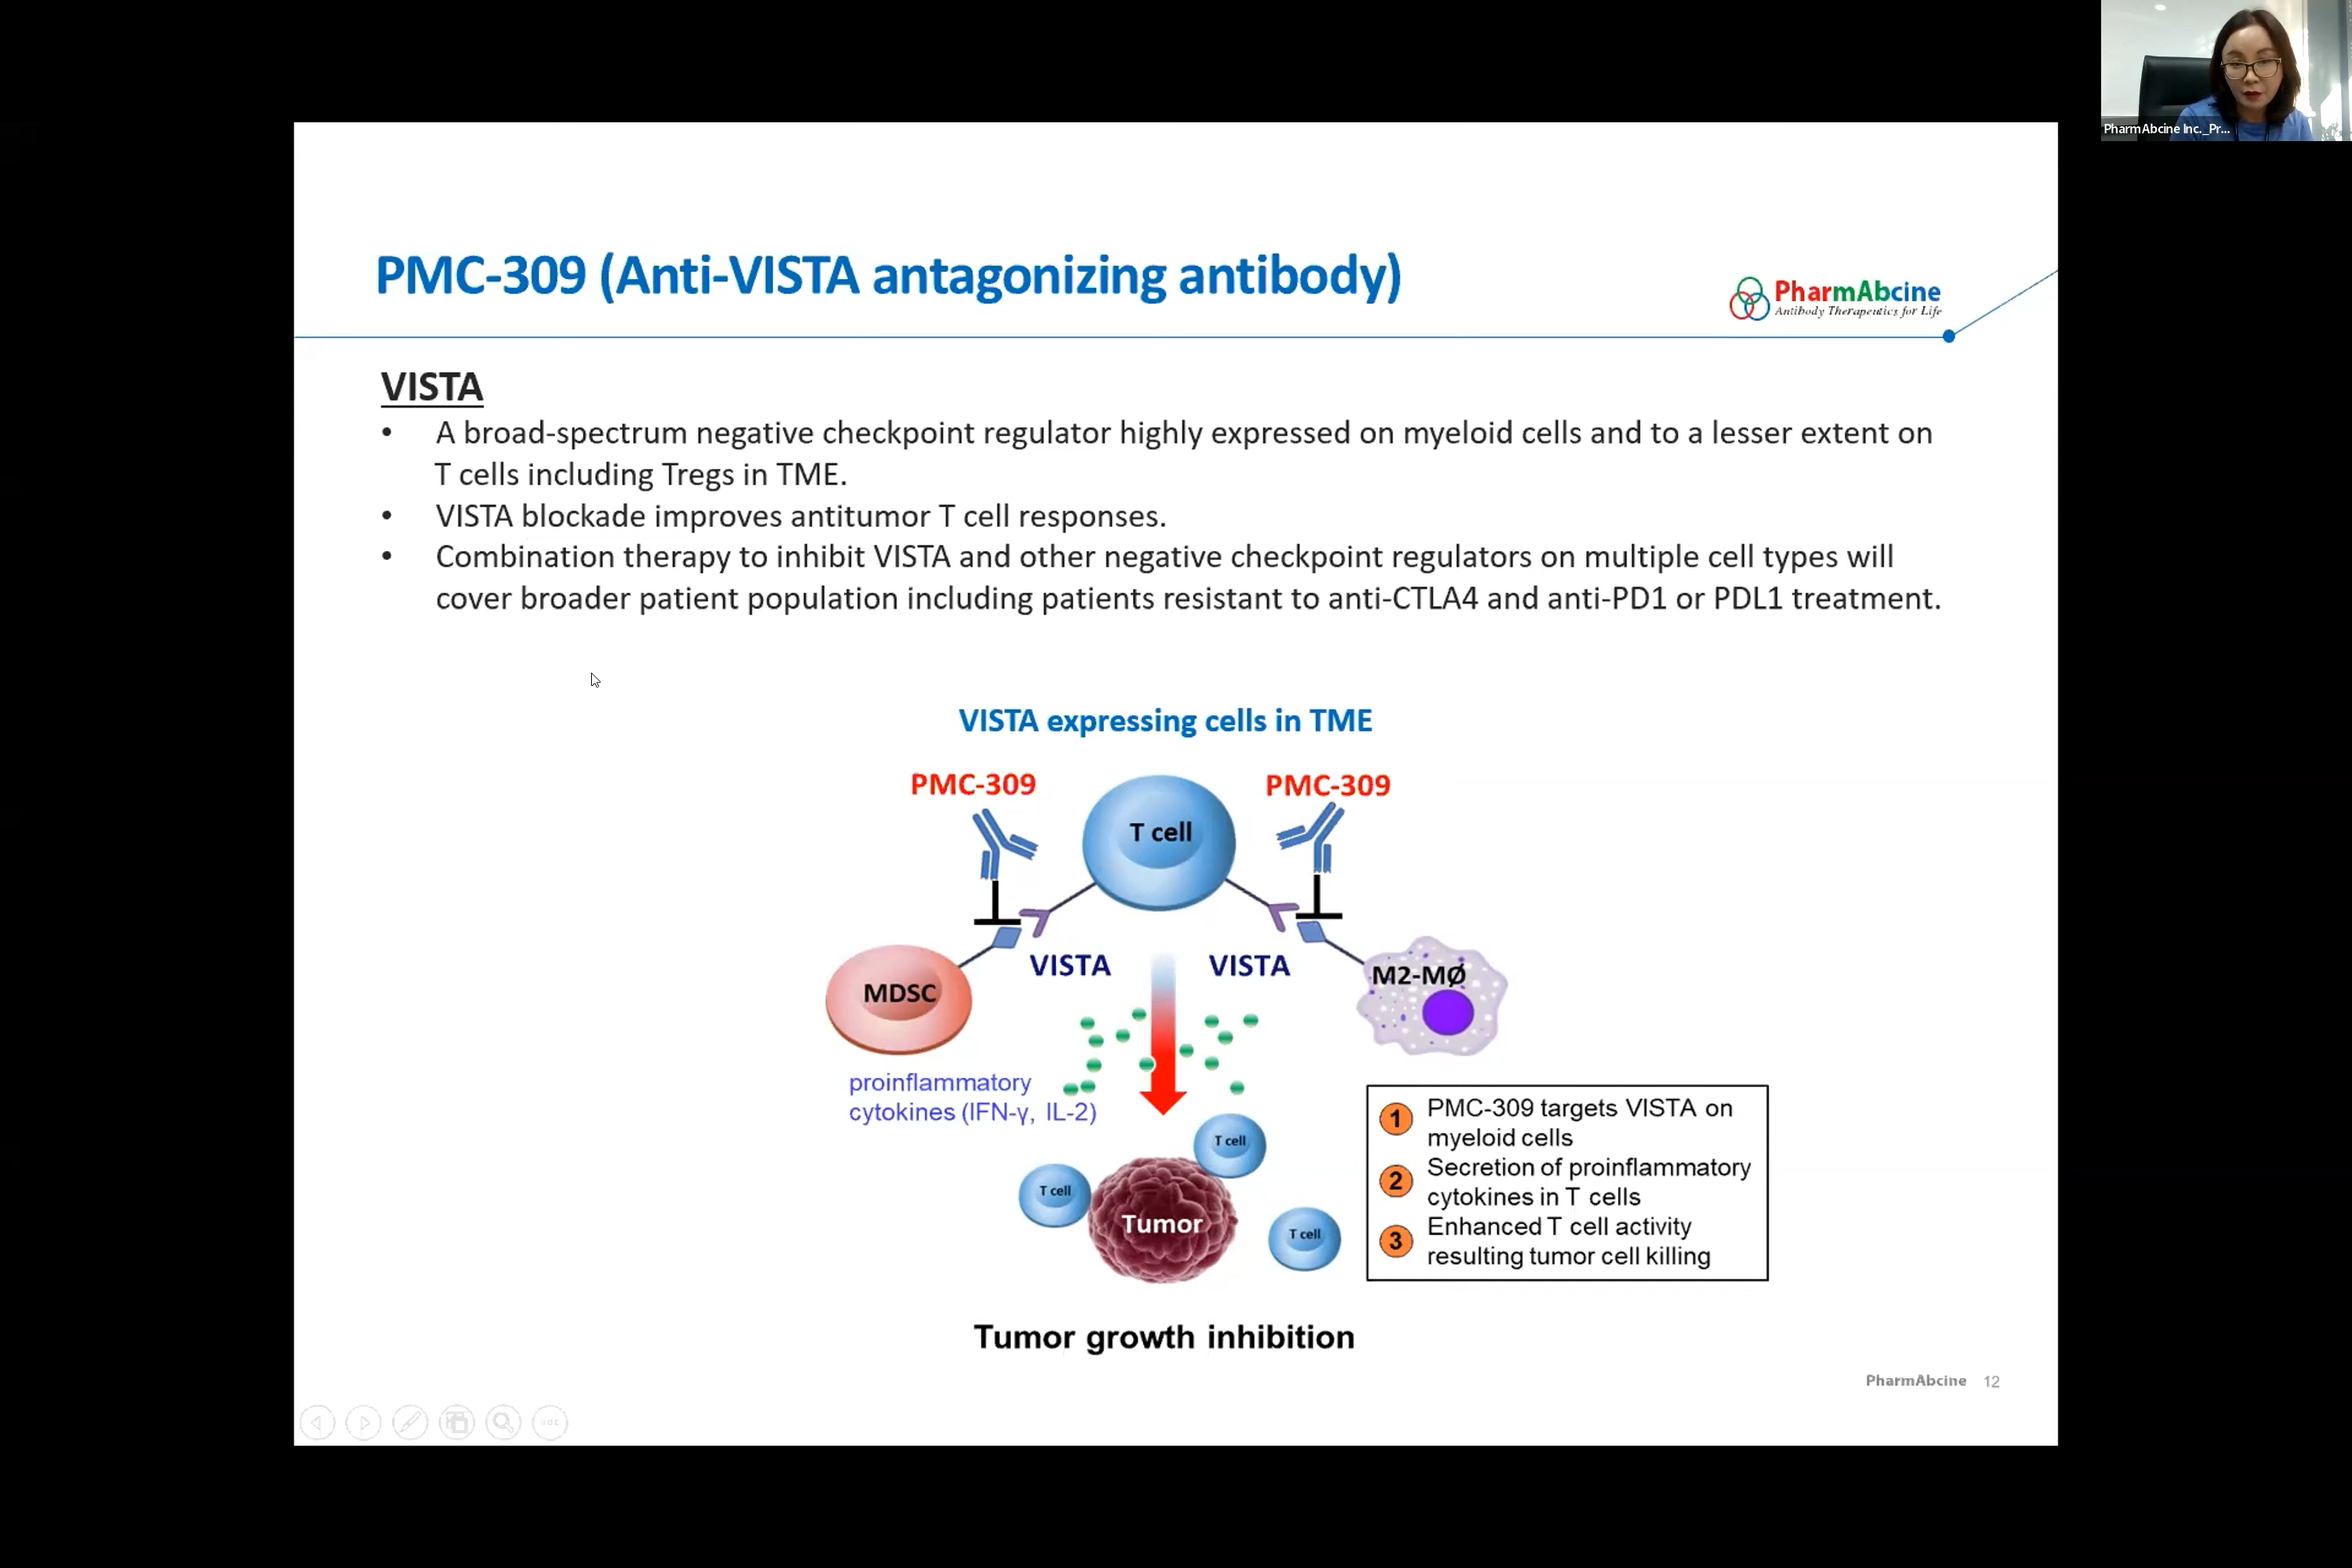 PharmAbcine Inc._Pr...
PMC-309 (Anti-VISTA antagonizing antibody)
PharmAbcine
Antibody Therapeutics for Life
VISTA
• A broad-spectrum negative checkpoint regulator highly expressed on myeloid cells and to a lesser extent on
T cells including Tregs in TME.
• VISTA blockade improves antitumor T cell responses.
• Combination therapy to inhibit VISTA and other negative checkpoint regulators on multiple cell types will
cover broader patient population including patients resistant to anti-CTLA4 and anti-PD1 or PDL1 treatment.
VISTA expressing cells in TME
PMC-309
PMC-309
T cell
VISTA
VISTA
MDSC
M2-MØ
proinflammatory
cytokines (IFN-γ, IL-2)
T cell
T cell
Tumor
T cell
1 PMC-309 targets VISTA on
myeloid cells
2 Secretion of proinflammatory
cytokines in T cells
3 Enhanced T cell activity
resulting tumor cell killing
Tumor growth inhibition
PharmAbcine 12